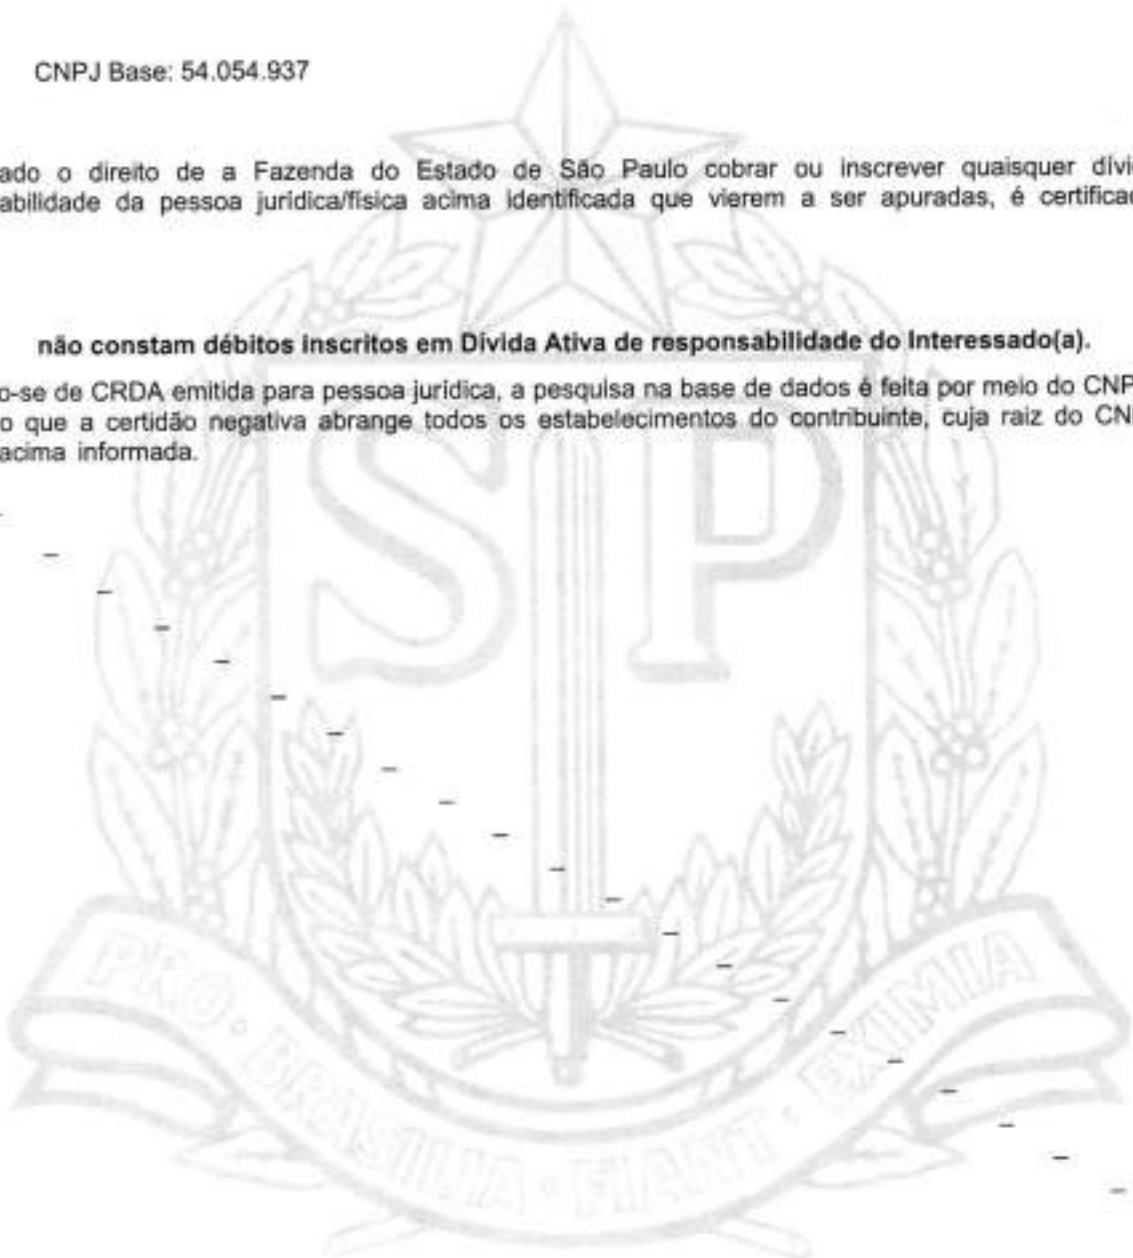 CNPJ Base: 54.054.937
ado o direito de a Fazenda do Estado de São Paulo cobrar ou inscrever quaisquer dívi
abilidade da pessoa jurídica/física acima identificada que vierem a ser apuradas, é certificad
não constam débitos inscritos em Dívida Ativa de responsabilidade do Interessado(a).
o-se de CRDA emitida para pessoa jurídica, a pesquisa na base de dados é feita por meio do CNP
o que a certidão negativa abrange todos os estabelecimentos do contribuinte, cuja raiz do CN
acima informada.
SP
PRO · BRASILIA · FIANT · EXIMIA